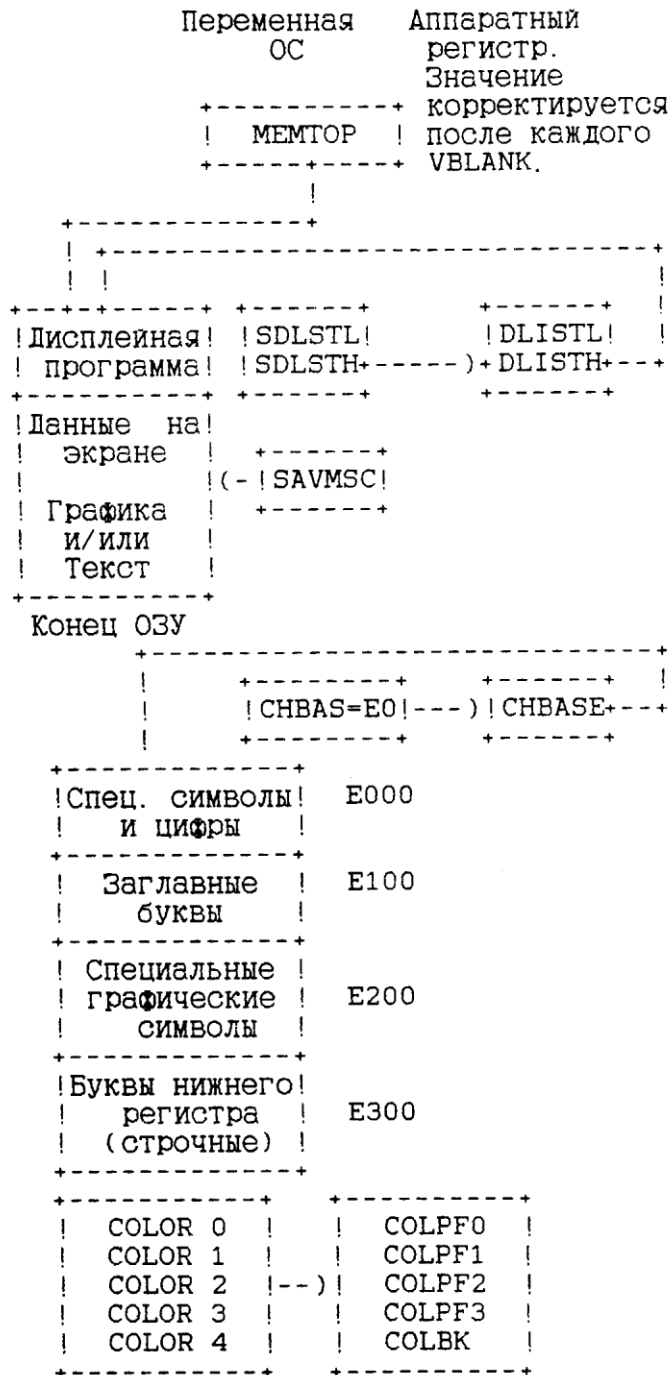 Переменная Аппаратный
ОС регистр.
Значение
+-----------+ корректируется
! MEMTOP ! после каждого
+-----+-----+ VBLANK.
!
+--------------+
! +-------------------------------+
! ! !
+--+-+------+ +-------+ +-------+ !
!Дисплейная! !SDLSTL! !DLISTL! !
! программа! !SDLSTH+-----)+DLISTH+--+
+-----------+ +-------+ +-------+
!Данные на!
! экране ! +-------+
! !(-!SAVMSC!
! Графика ! +-------+
! и/или !
! Текст !
+-----------+
Конец ОЗУ
+-------------------------------+
! +---------+ +------+ !
! !CHBAS=E0!---)!CHBASE+--+
! +---------+ +------+
+--------------+
!Спец. символы! E000
! и цифры !
+--------------+
! Заглавные ! E100
! буквы !
+--------------+
! Специальные !
! графические ! E200
! символы !
+--------------+
!Буквы нижнего!
! регистра ! E300
! (строчные) !
+--------------+
+------------+ +-----------+
! COLOR 0 ! ! COLPF0 !
! COLOR 1 ! ! COLPF1 !
! COLOR 2 !--)! COLPF2 !
! COLOR 3 ! ! COLPF3 !
! COLOR 4 ! ! COLBK !
+------------+ +-----------+